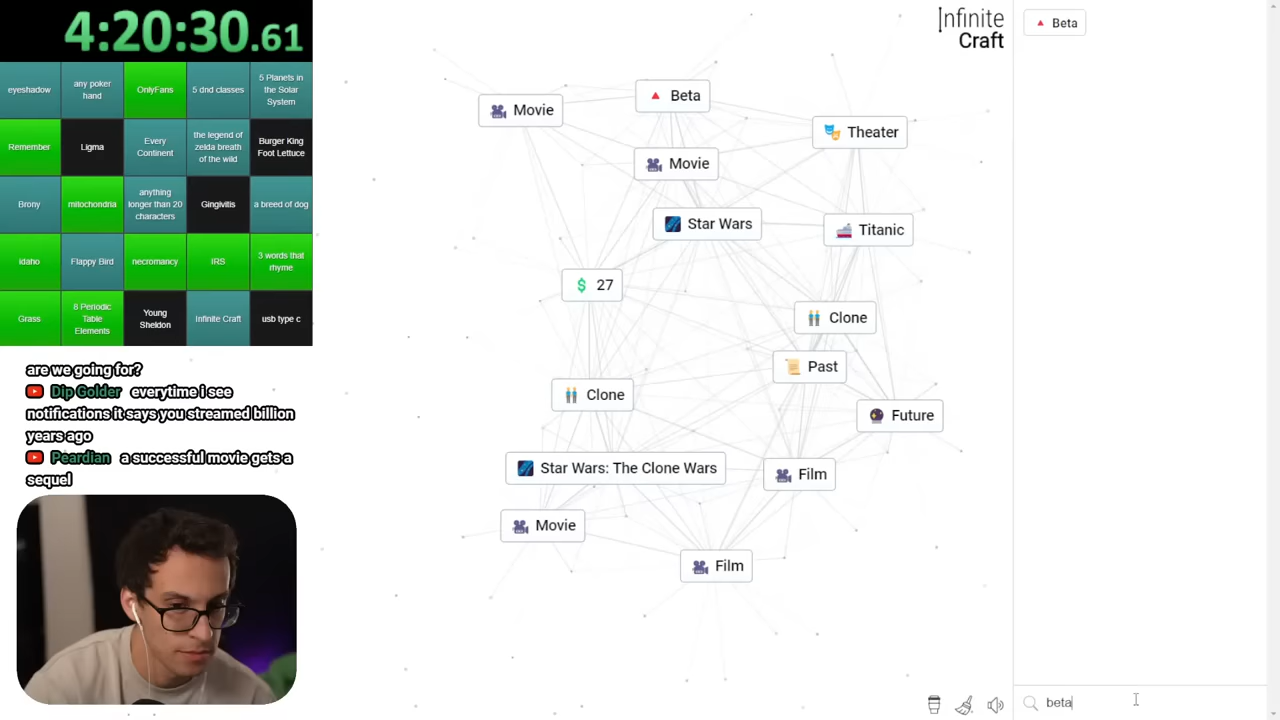 4:20:30.61
eyeshadow
any poker
hand
OnlyFans
5 dnd classes
5 Planets in
the Solar
System
Remember
Ligma
Every
Continent
the legend of
zelda breath
of the wild
Burger King
Foot Lettuce
Brony
mitochondria
anything
longer than 20
characters
Gingivitis
a breed of dog
idaho
Flappy Bird
necromancy
IRS
3 words that
rhyme
Grass
8 Periodic
Table
Elements
Young
Sheldon
Infinite Craft
usb type c
are we going for?
Dip Golder everytime i see
notifications it says you streamed billion
years ago
Peardian a successful movie gets a
sequel
Infinite
Craft
Beta
Movie
Beta
Theater
Movie
Star Wars
Titanic
$ 27
Clone
Past
Clone
Future
Star Wars: The Clone Wars
Film
Movie
Film
beta